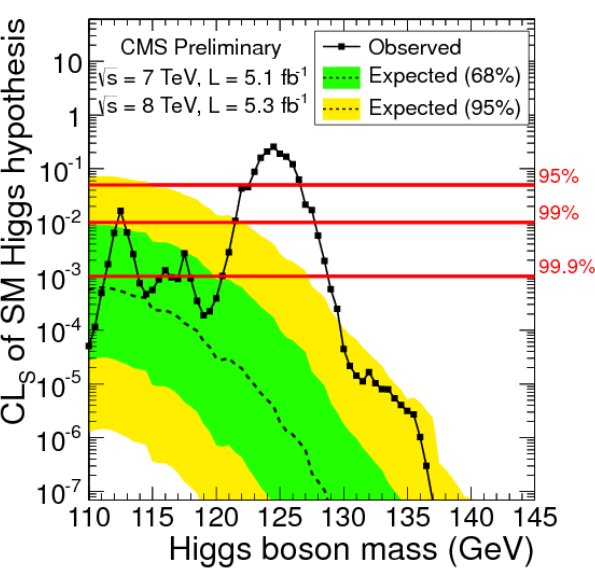 CLS of SM Higgs hypothesis
CMS Preliminary
√s = 7 TeV, L = 5.1 fb-1
√s = 8 TeV, L = 5.3 fb-1
Observed
Expected (68%)
Expected (95%)
10
1
10-1
10-2
10-3
10-4
10-5
10-6
10-7
95%
99%
99.9%
110 115 120 125 130 135 140 145
Higgs boson mass (GeV)